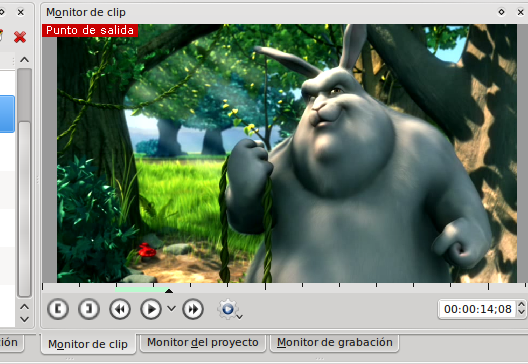 Monitor de clip
Punto de salida
00:00:14;08
ción
Monitor de clip
Monitor del proyecto
Monitor de grabación